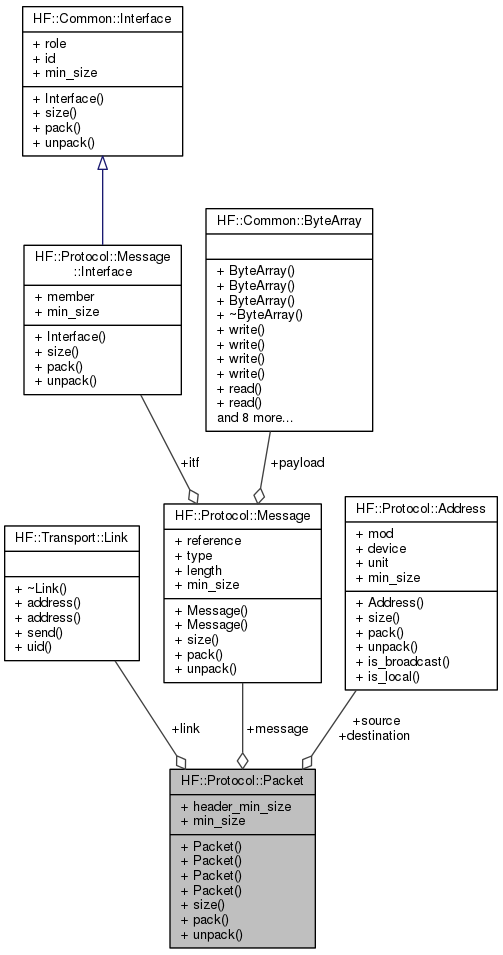 HF::Common::Interface
+ role
+ id
+ min_size
+ Interface()
+ size()
+ pack()
+ unpack()
HF::Protocol::Message
::Interface
+ member
+ min_size
+ Interface()
+ size()
+ pack()
+ unpack()
HF::Common::ByteArray
+ ByteArray()
+ ByteArray()
+ ByteArray()
+ ~ByteArray()
+ write()
+ write()
+ write()
+ write()
+ read()
+ read()
and 8 more...
+itf
+payload
HF::Transport::Link
+ ~Link()
+ address()
+ address()
+ send()
+ uid()
HF::Protocol::Message
+ reference
+ type
+ length
+ min_size
+ Message()
+ Message()
+ size()
+ pack()
+ unpack()
HF::Protocol::Address
+ mod
+ device
+ unit
+ min_size
+ Address()
+ size()
+ pack()
+ unpack()
+ is_broadcast()
+ is_local()
+link
+message
+source
+destination
HF::Protocol::Packet
+ header_min_size
+ min_size
+ Packet()
+ Packet()
+ Packet()
+ Packet()
+ size()
+ pack()
+ unpack()